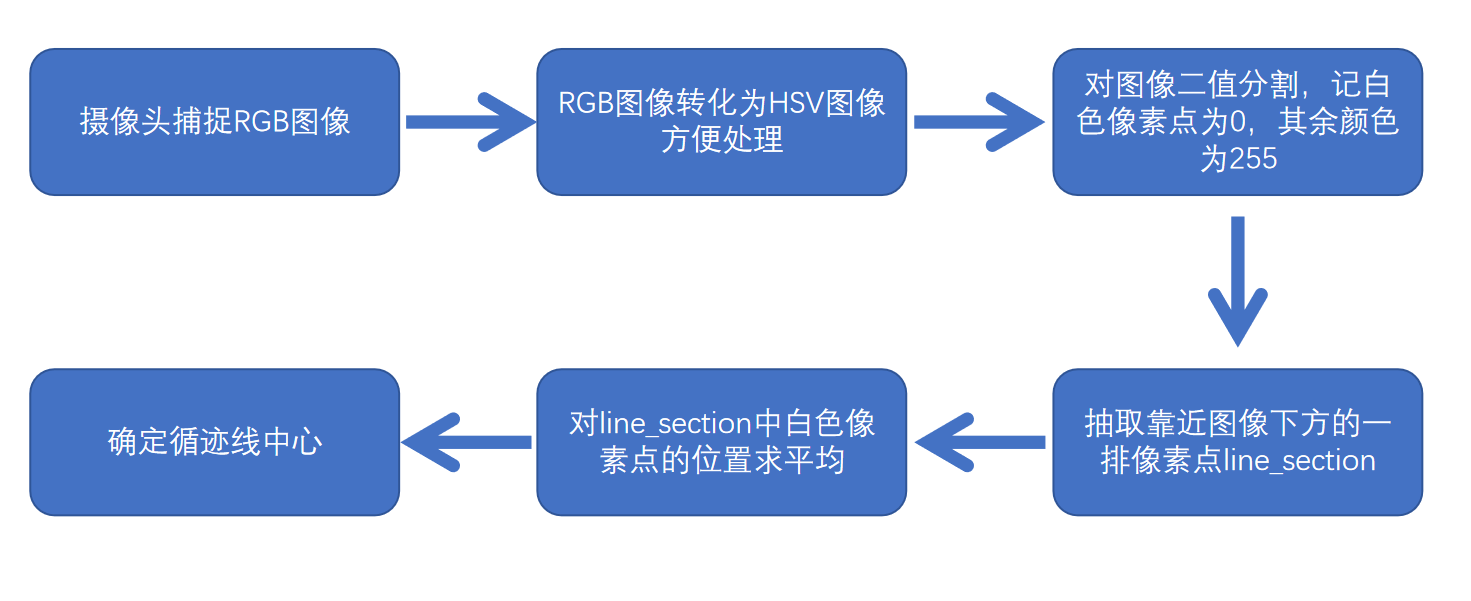 摄像头捕捉RGB图像
RGB图像转化为HSV图像
方便处理
对图像二值分割，记白
色像素点为0，其余颜色
为255
抽取靠近图像下方的一
排像素点line_section
对line_section中白色像
素点的位置求平均
确定循迹线中心